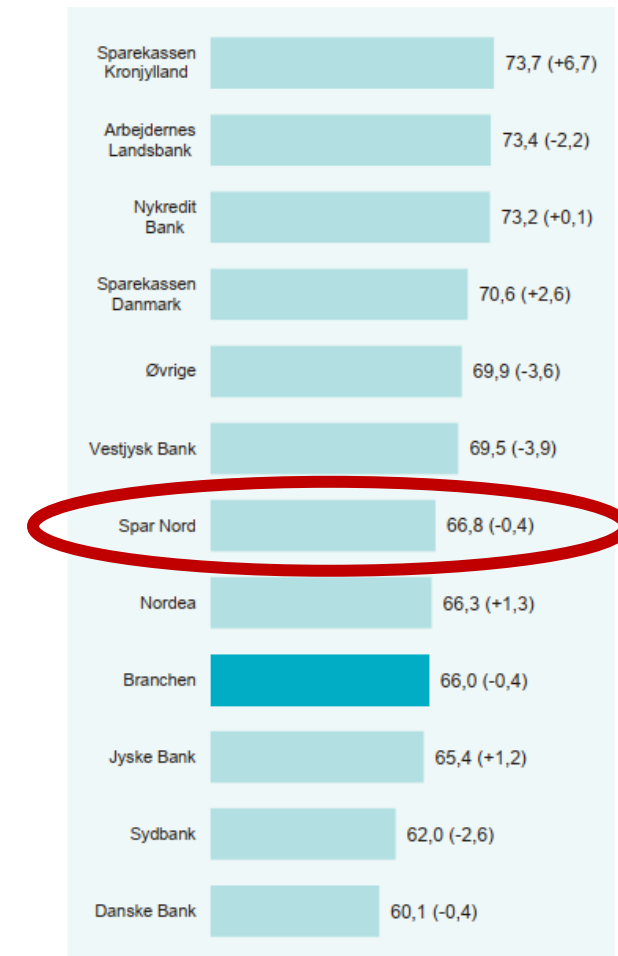 Sparekassen
Kronjylland
73,7 (+6,7)
Arbejdernes
Landsbank
73,4 (-2,2)
Nykredit
Bank
73,2 (+0,1)
Sparekassen
Danmark
70,6 (+2,6)
Øvrige
69,9 (-3,6)
Vestjysk Bank
69,5 (-3,9)
Spar Nord
66,8 (-0,4)
Nordea
66,3 (+1,3)
Branchen
66,0 (-0,4)
Jyske Bank
65,4 (+1,2)
Sydbank
62,0 (-2,6)
Danske Bank
60,1 (-0,4)